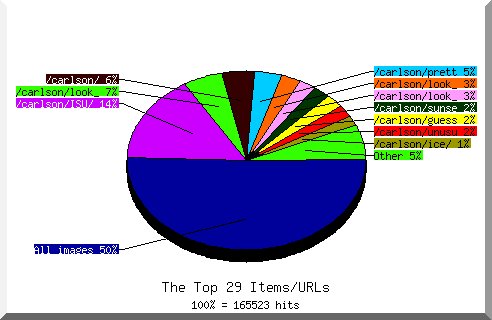 /carlson/ 6%
/carlson/look_ 7%
/carlson/ISU/ 14%
All images 50%
/carlson/prett 5%
/carlson/look_ 3%
/carlson/look_ 3%
/carlson/sunse 2%
/carlson/guess 2%
/carlson/unusu 2%
/carlson/ice/ 1%
Other 5%
The Top 29 Items/URLs
100% = 165523 hits